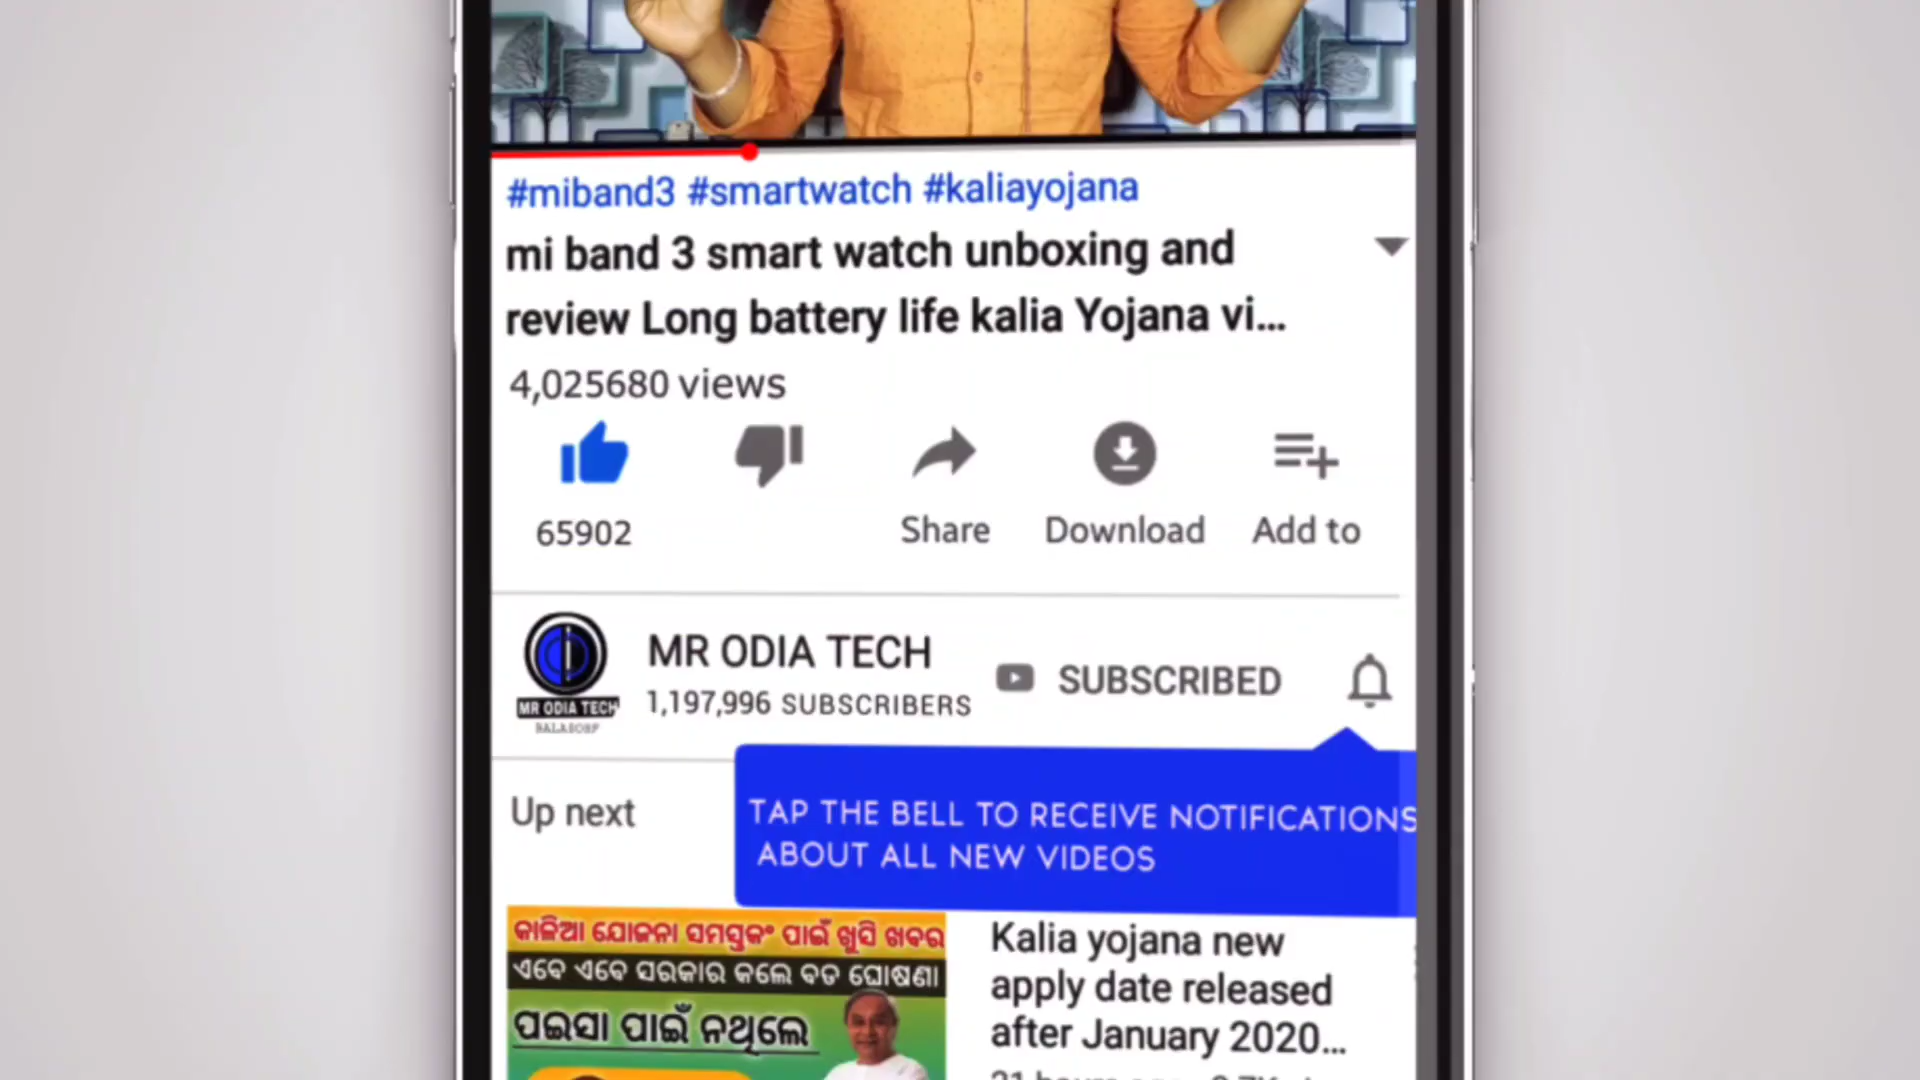 #miband3 #smartwatch #kaliayojana
mi band 3 smart watch unboxing and
review Long battery life kalia Yojana vi...
4,025680 views
65902
Share
Download
Add to
MR ODIA TECH
1,197,996 SUBSCRIBERS
SUBSCRIBED
MR ODIA TECH
TAP THE BELL TO RECEIVE NOTIFICATIONS
ABOUT ALL NEW VIDEOS
Up next
କାଳିଆ ଯୋଜନା ସମସ୍ତଙ୍କ ପାଇଁ ଖୁସି ଖବର
ଏବେ ଏବେ ସରକାର କଲେ ବଡ ଘୋଷଣା
ପଇସା ପାଇଁ ନଥିଲେ
Kalia yojana new
apply date released
after January 2020...